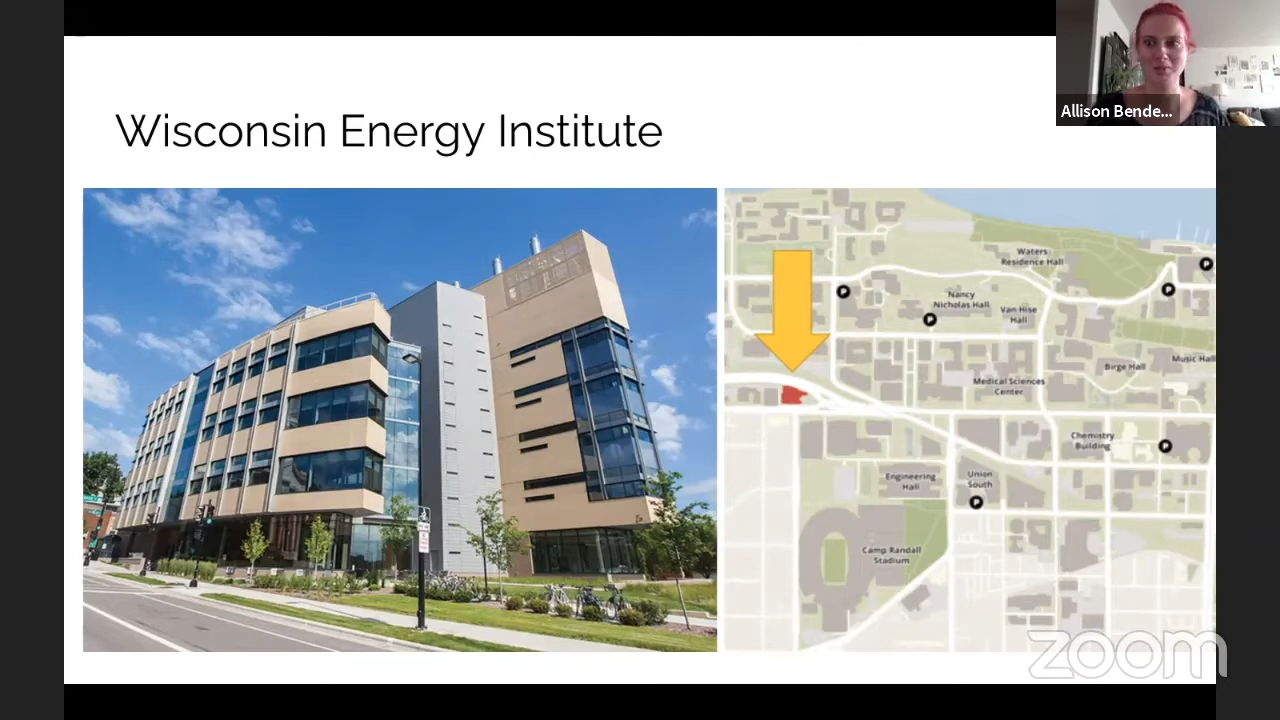 Allison Bende...
Wisconsin Energy Institute
Waters
Residence Hall
P
P
P
Nancy
Nicholas Hall
P
Van Hise
Hall
Music Hall
Birge Hall
Medical Sciences
Center
Chemistry
Building
P
Engineering
Hall
Union
South
P
Camp Randall
Stadium
zoom